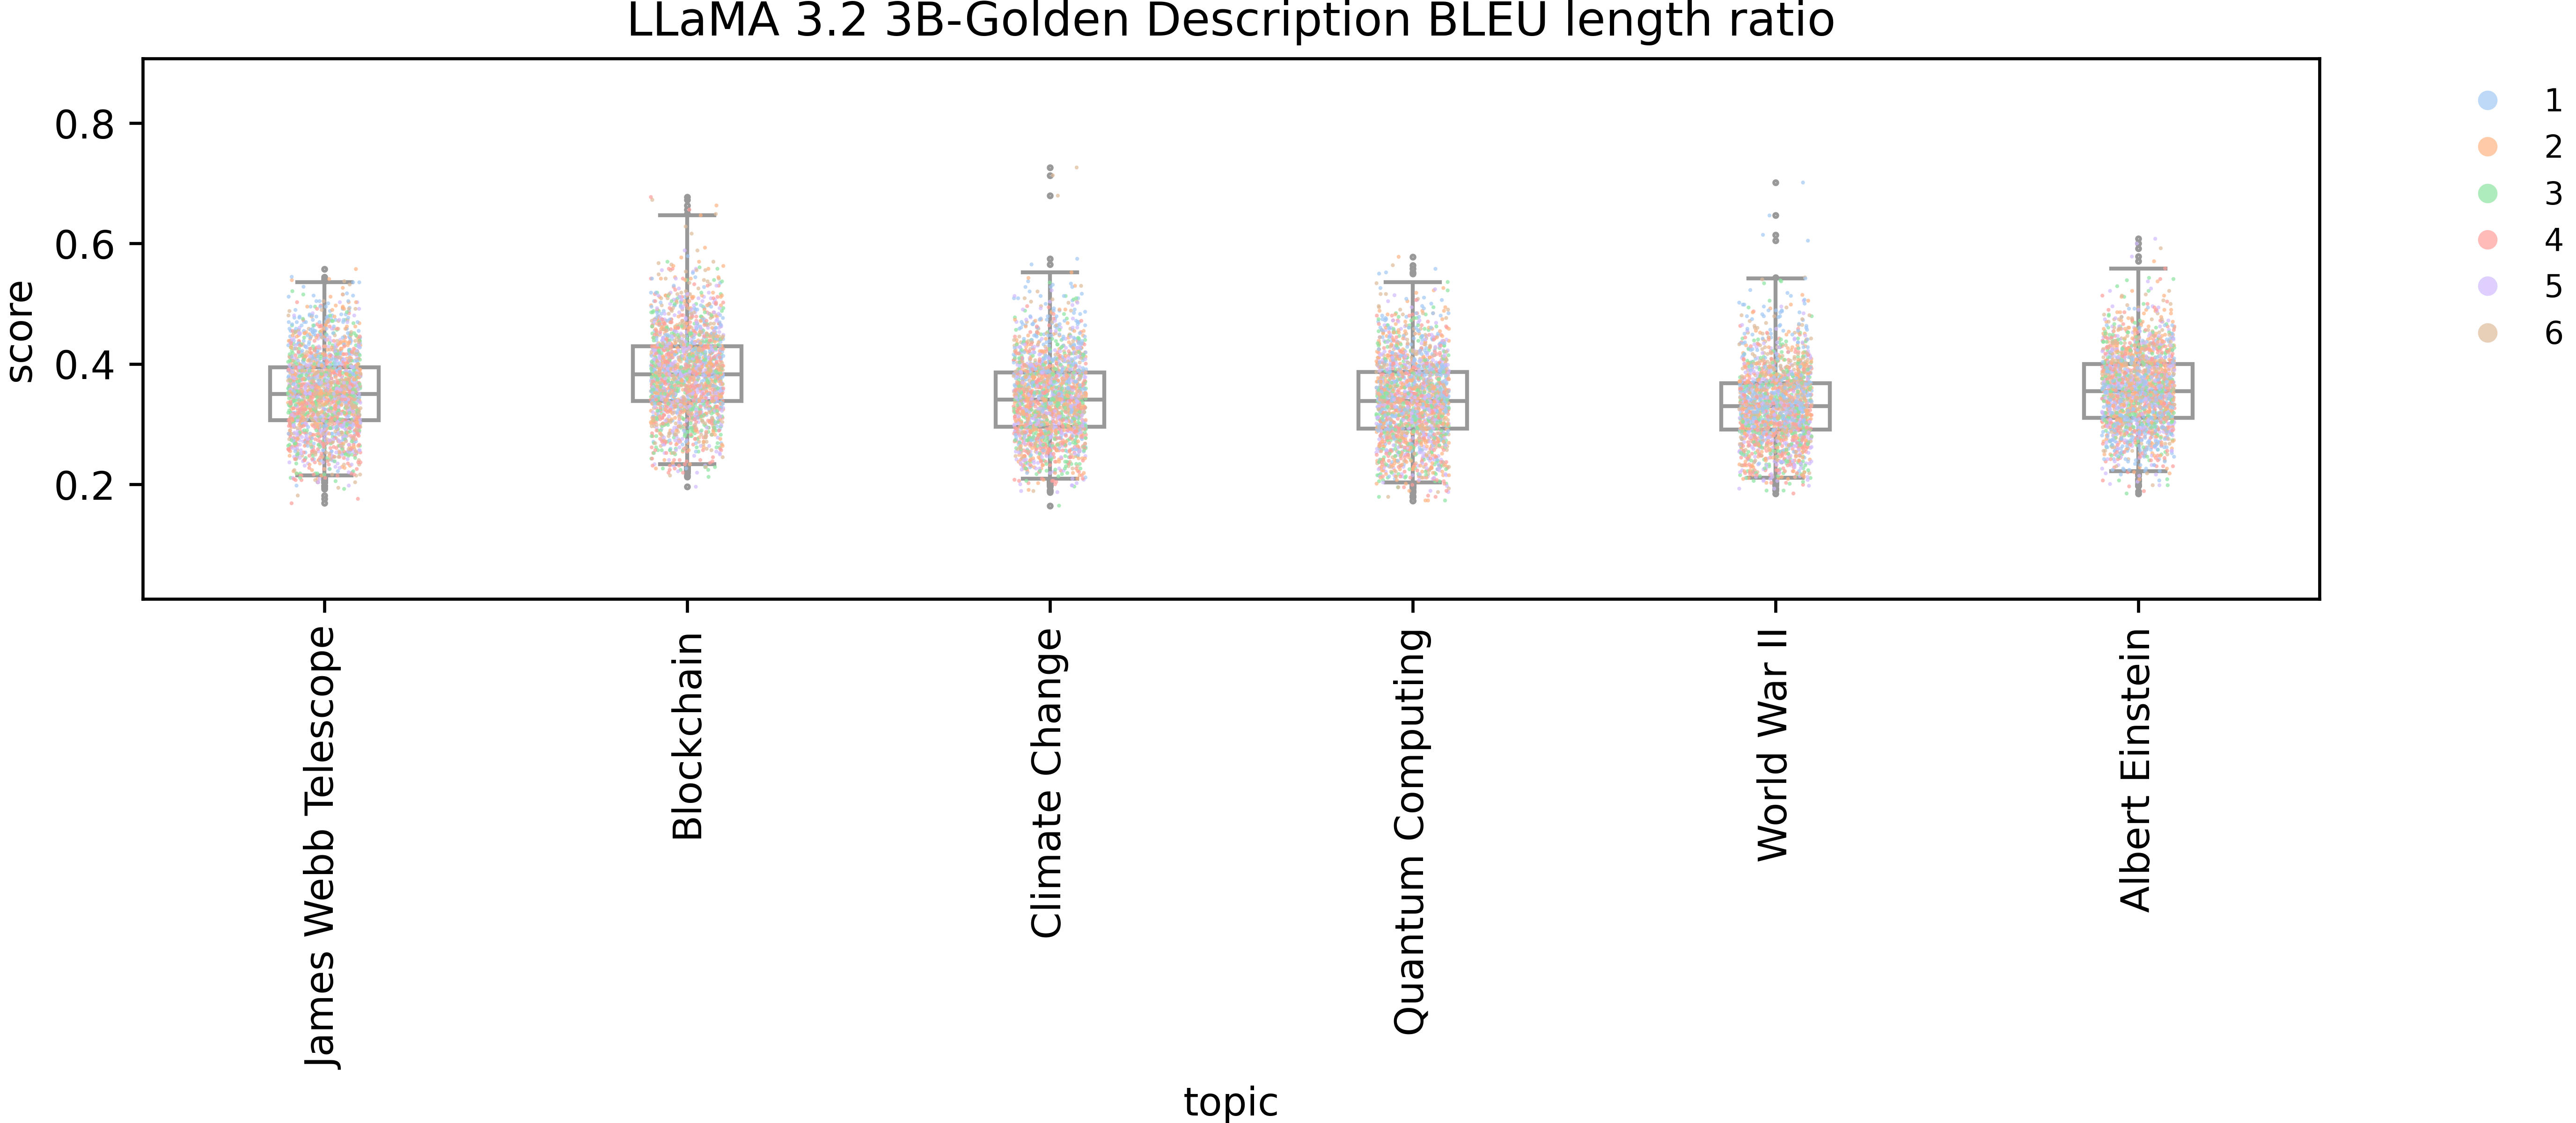 LLaMA 3.2 3B-Golden Description BLEU length ratio
score
0.8
0.6
0.4
0.2
1
2
3
4
5
6
James Webb Telescope
Blockchain
Climate Change
Quantum Computing
World War II
Albert Einstein
topic